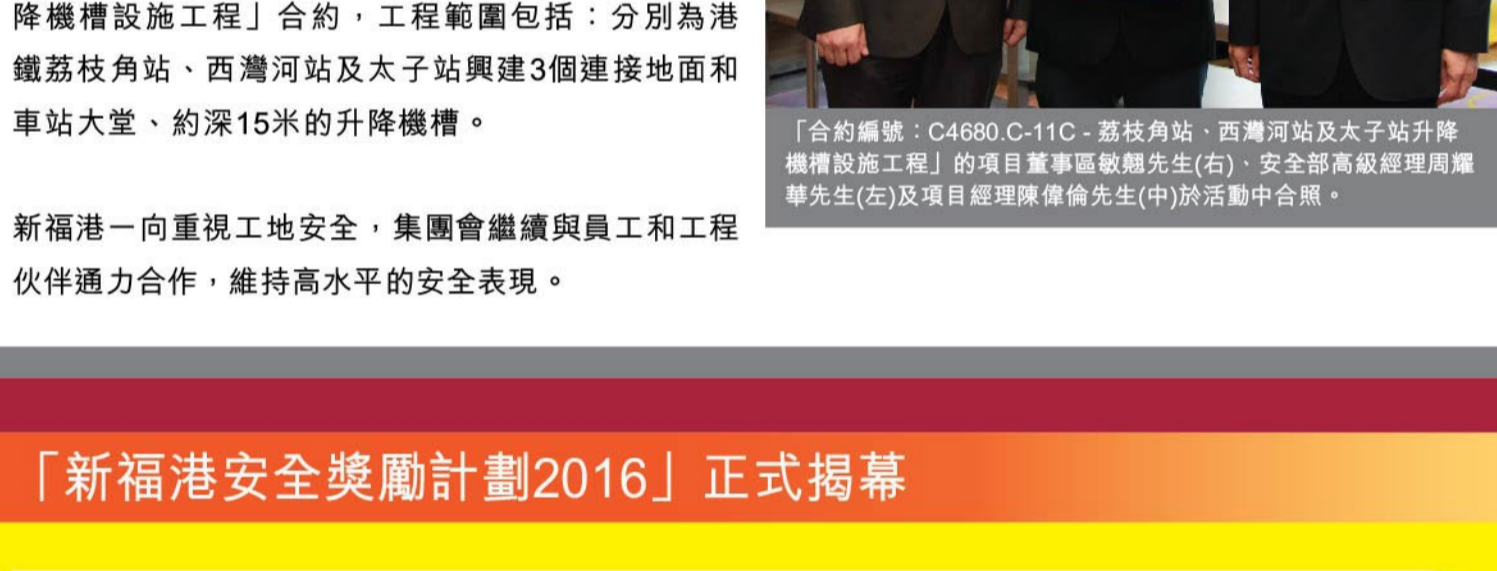 降機槽設施工程」合約，工程範圍包括：分別為港
鐵荔枝角站、西灣河站及太子站興建3個連接地面和
車站大堂、約深15米的升降機槽。
新福港一向重視工地安全，集團會繼續與員工和工程
伙伴通力合作，維持高水平的安全表現。
「合約編號：C4680.C-11C - 荔枝角站、西灣河站及太子站升降
機槽設施工程」的項目董事區敏翹先生(右)、安全部高級經理周耀
華先生(左)及項目經理陳偉倫先生(中)於活動中合照。
「新福港安全獎勵計劃2016」正式揭幕